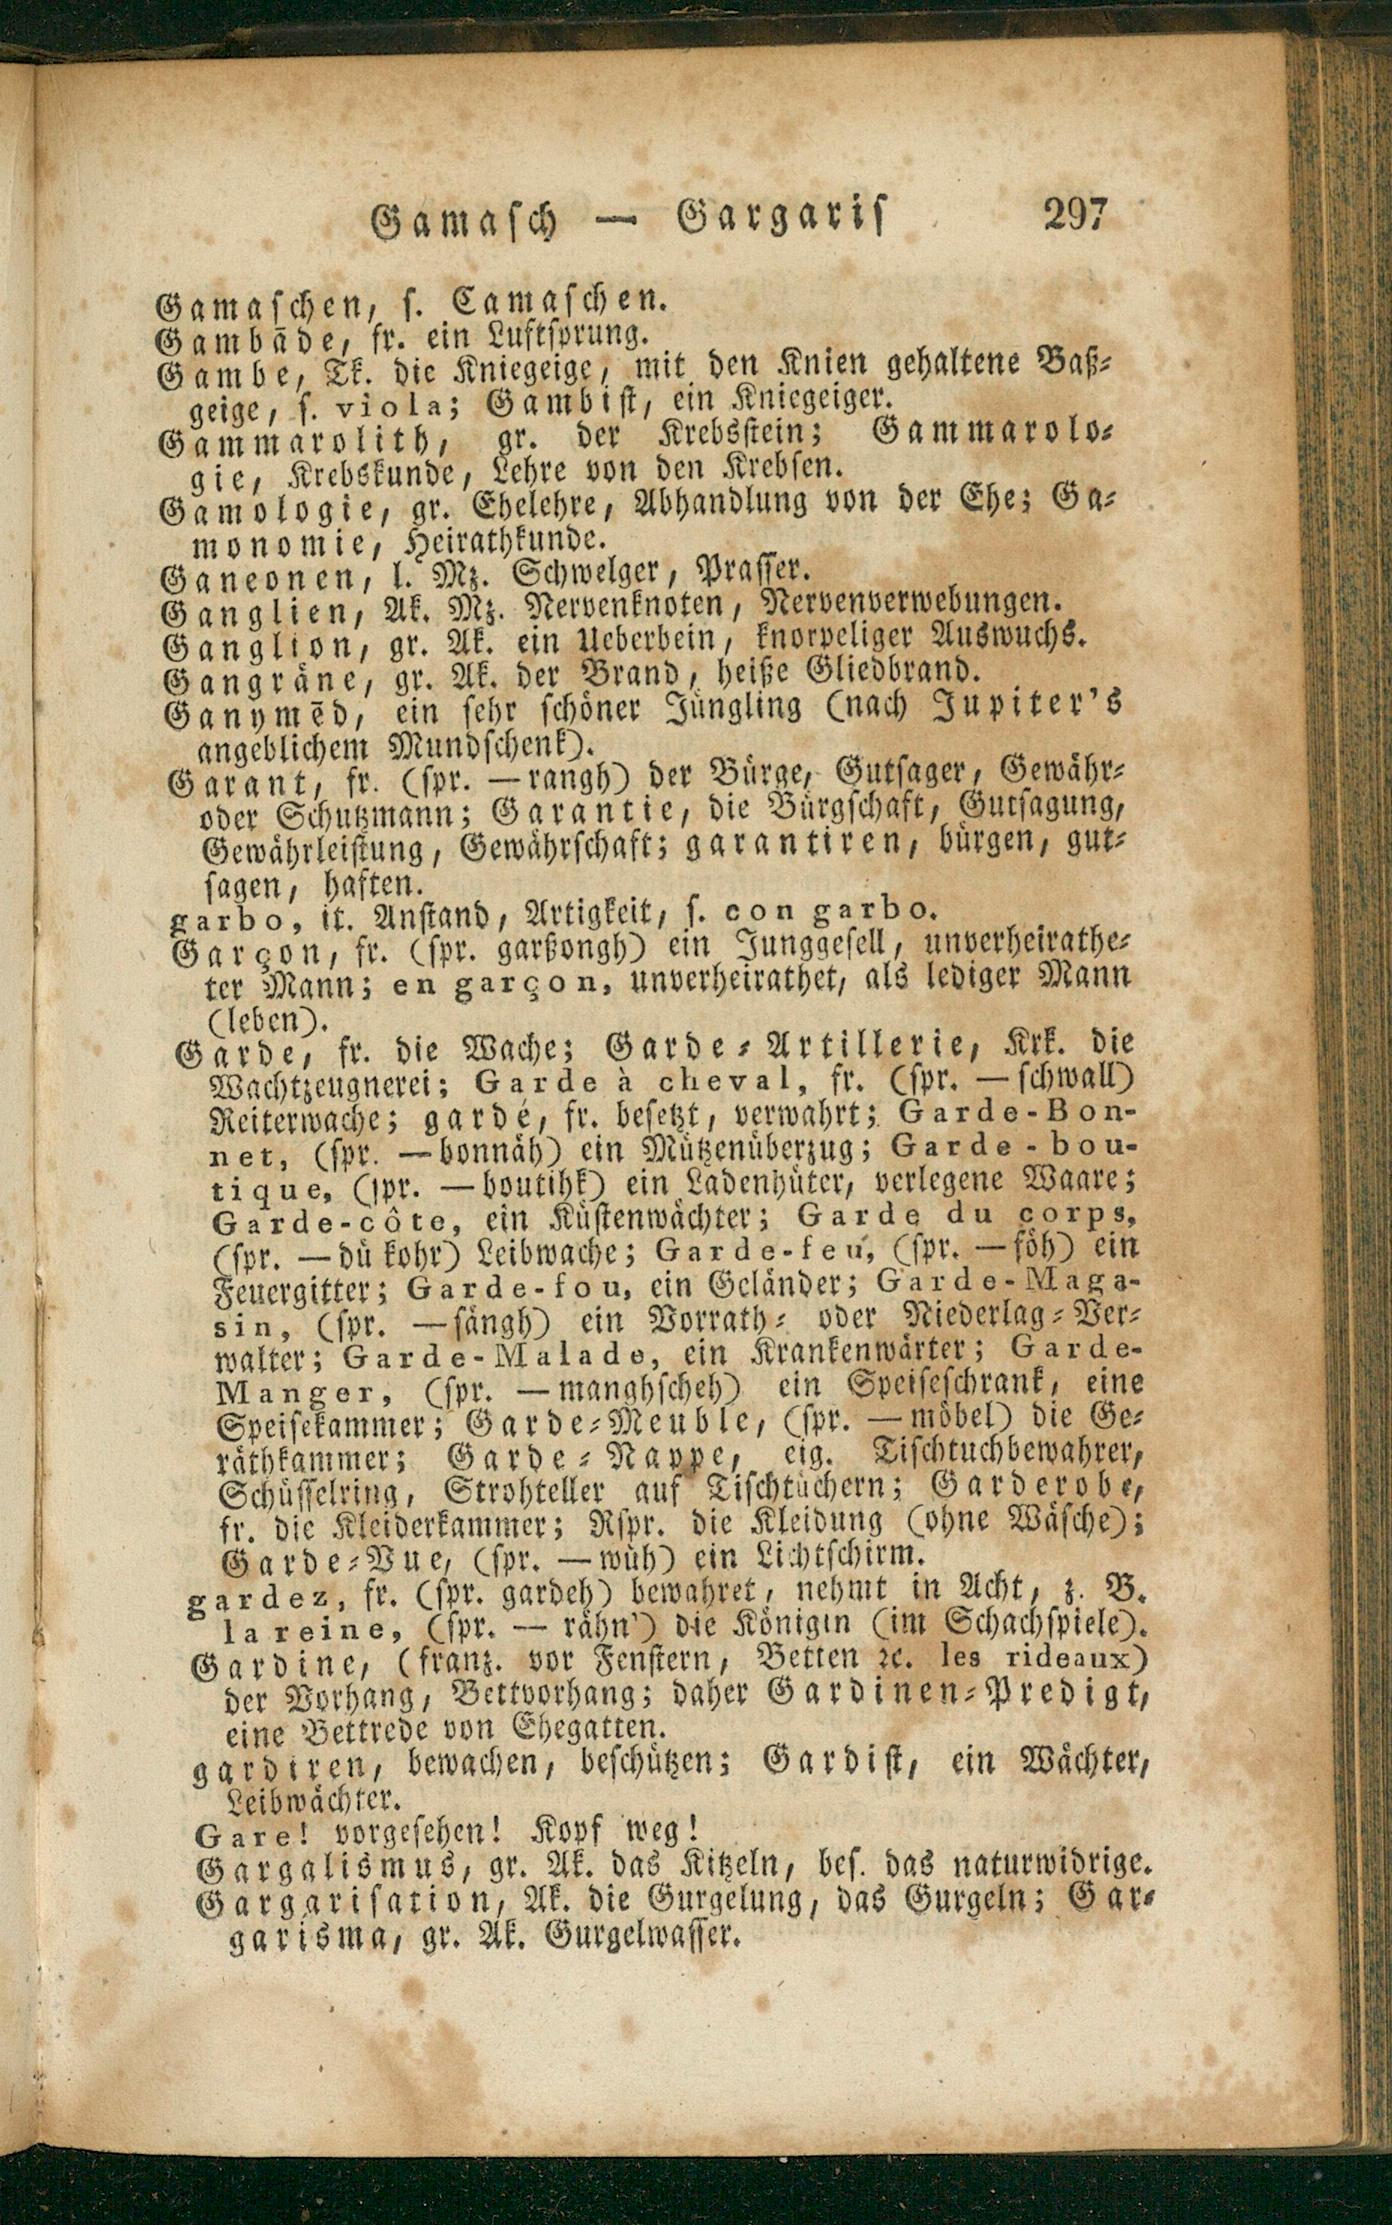 Gamasch — Gargaris 297
Gamaschen, s. Camaschen.
Gambāde, fr. ein Luftsprung.
Gambe, Tk. die Kniegeige, mit den Knien gehaltene Baß-
geige, s. viola; Gambist, ein Kniegeiger.
Gammarolith, gr. der Krebsstein; Gammarolo-
gie, Krebskunde, Lehre von den Krebsen.
Gamologie, gr. Ehelehre, Abhandlung von der Ehe; Ga-
monomie, Heirathkunde.
Ganeonen, l. Mz. Schwelger, Prasser.
Ganglien, Ak. Mz. Nervenknoten, Nervenverwebungen.
Ganglion, gr. Ak. ein Ueberbein, knorpeliger Auswuchs.
Gangräne, gr. Ak. der Brand, heiße Gliedbrand.
Ganymēd, ein sehr schöner Jüngling (nach Jupiter's
angeblichem Mundschenk).
Garant, fr. (spr. —rangh) der Bürge, Gutsager, Gewähr-
oder Schutzmann; Garantie, die Bürgschaft, Gutsagung,
Gewährleistung, Gewährschaft; garantiren, bürgen, gut-
sagen, haften.
garbo, it. Anstand, Artigkeit, s. con garbo.
Garçon, fr. (spr. garßongh) ein Junggesell, unverheirathe-
ter Mann; en garçon, unverheirathet, als lediger Mann
(leben).
Garde, fr. die Wache; Garde-Artillerie, Krk. die
Wachtzeugnerei; Garde à cheval, fr. (spr. —schwall)
Reiterwache; gardé, fr. besetzt, verwahrt; Garde-Bon-
net, (spr. —bonnäh) ein Mützenüberzug; Garde-bou-
tique, (spr. —boutihk) ein Ladenhüter, verlegene Waare;
Garde-côte, ein Küstenwächter; Garde du corps,
(spr. —dü kohr) Leibwache; Garde-feu, (spr. —föh) ein
Feuergitter; Garde-fou, ein Geländer; Garde-Maga-
sin, (spr. —sängh) ein Vorrath- oder Niederlag-Ver-
walter; Garde-Malade, ein Krankenwärter; Garde-
Manger, (spr. —manghscheh) ein Speiseschrank, eine
Speisekammer; Garde-Meuble, (spr. —möbel) die Ge-
räthkammer; Garde-Nappe, eig. Tischtuchbewahrer,
Schüsselring, Strohteller auf Tischtüchern; Garderobe,
fr. die Kleiderkammer; Rspr. die Kleidung (ohne Wäsche);
Garde-Vue, (spr. —wüh) ein Lichtschirm.
gardez, fr. (spr. gardeh) bewahret, nehmt in Acht, z. B.
la reine, (spr. — rähn') die Königin (im Schachspiele).
Gardine, (franz. vor Fenstern, Betten ꝛc. les rideaux)
der Vorhang, Bettvorhang; daher Gardinen-Predigt,
eine Bettrede von Ehegatten.
gardiren, bewachen, beschützen; Gardist, ein Wächter,
Leibwächter.
Gare! vorgesehen! Kopf weg!
Gargalismus, gr. Ak. das Kitzeln, bes. das naturwidrige.
Gargarisation, Ak. die Gurgelung, das Gurgeln; Gar-
garisma, gr. Ak. Gurgelwasser.